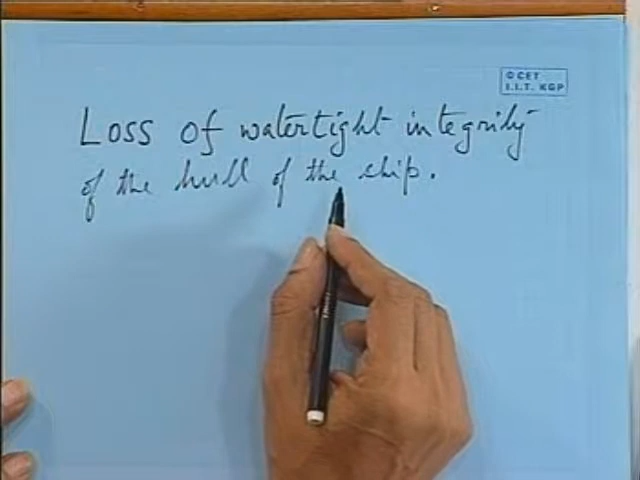 © CET
I.I.T. KGP
Loss of watertight integrity
of the hull of the ship.